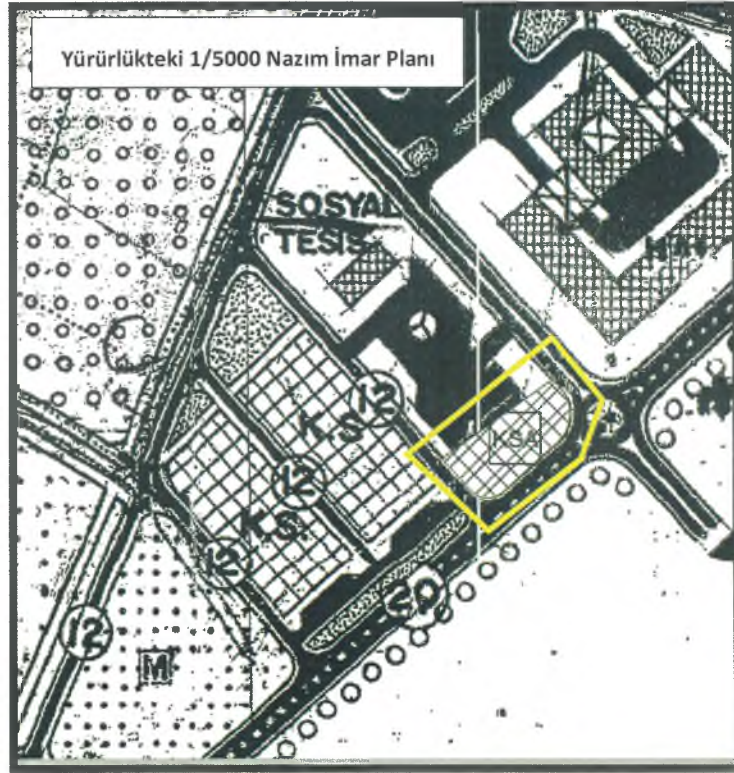 Yürürlükteki 1/5000 Nazım İmar Planı
SOSYAL
TESİS
12
K.S.
KSA
12
K.S.
12
20
12
M